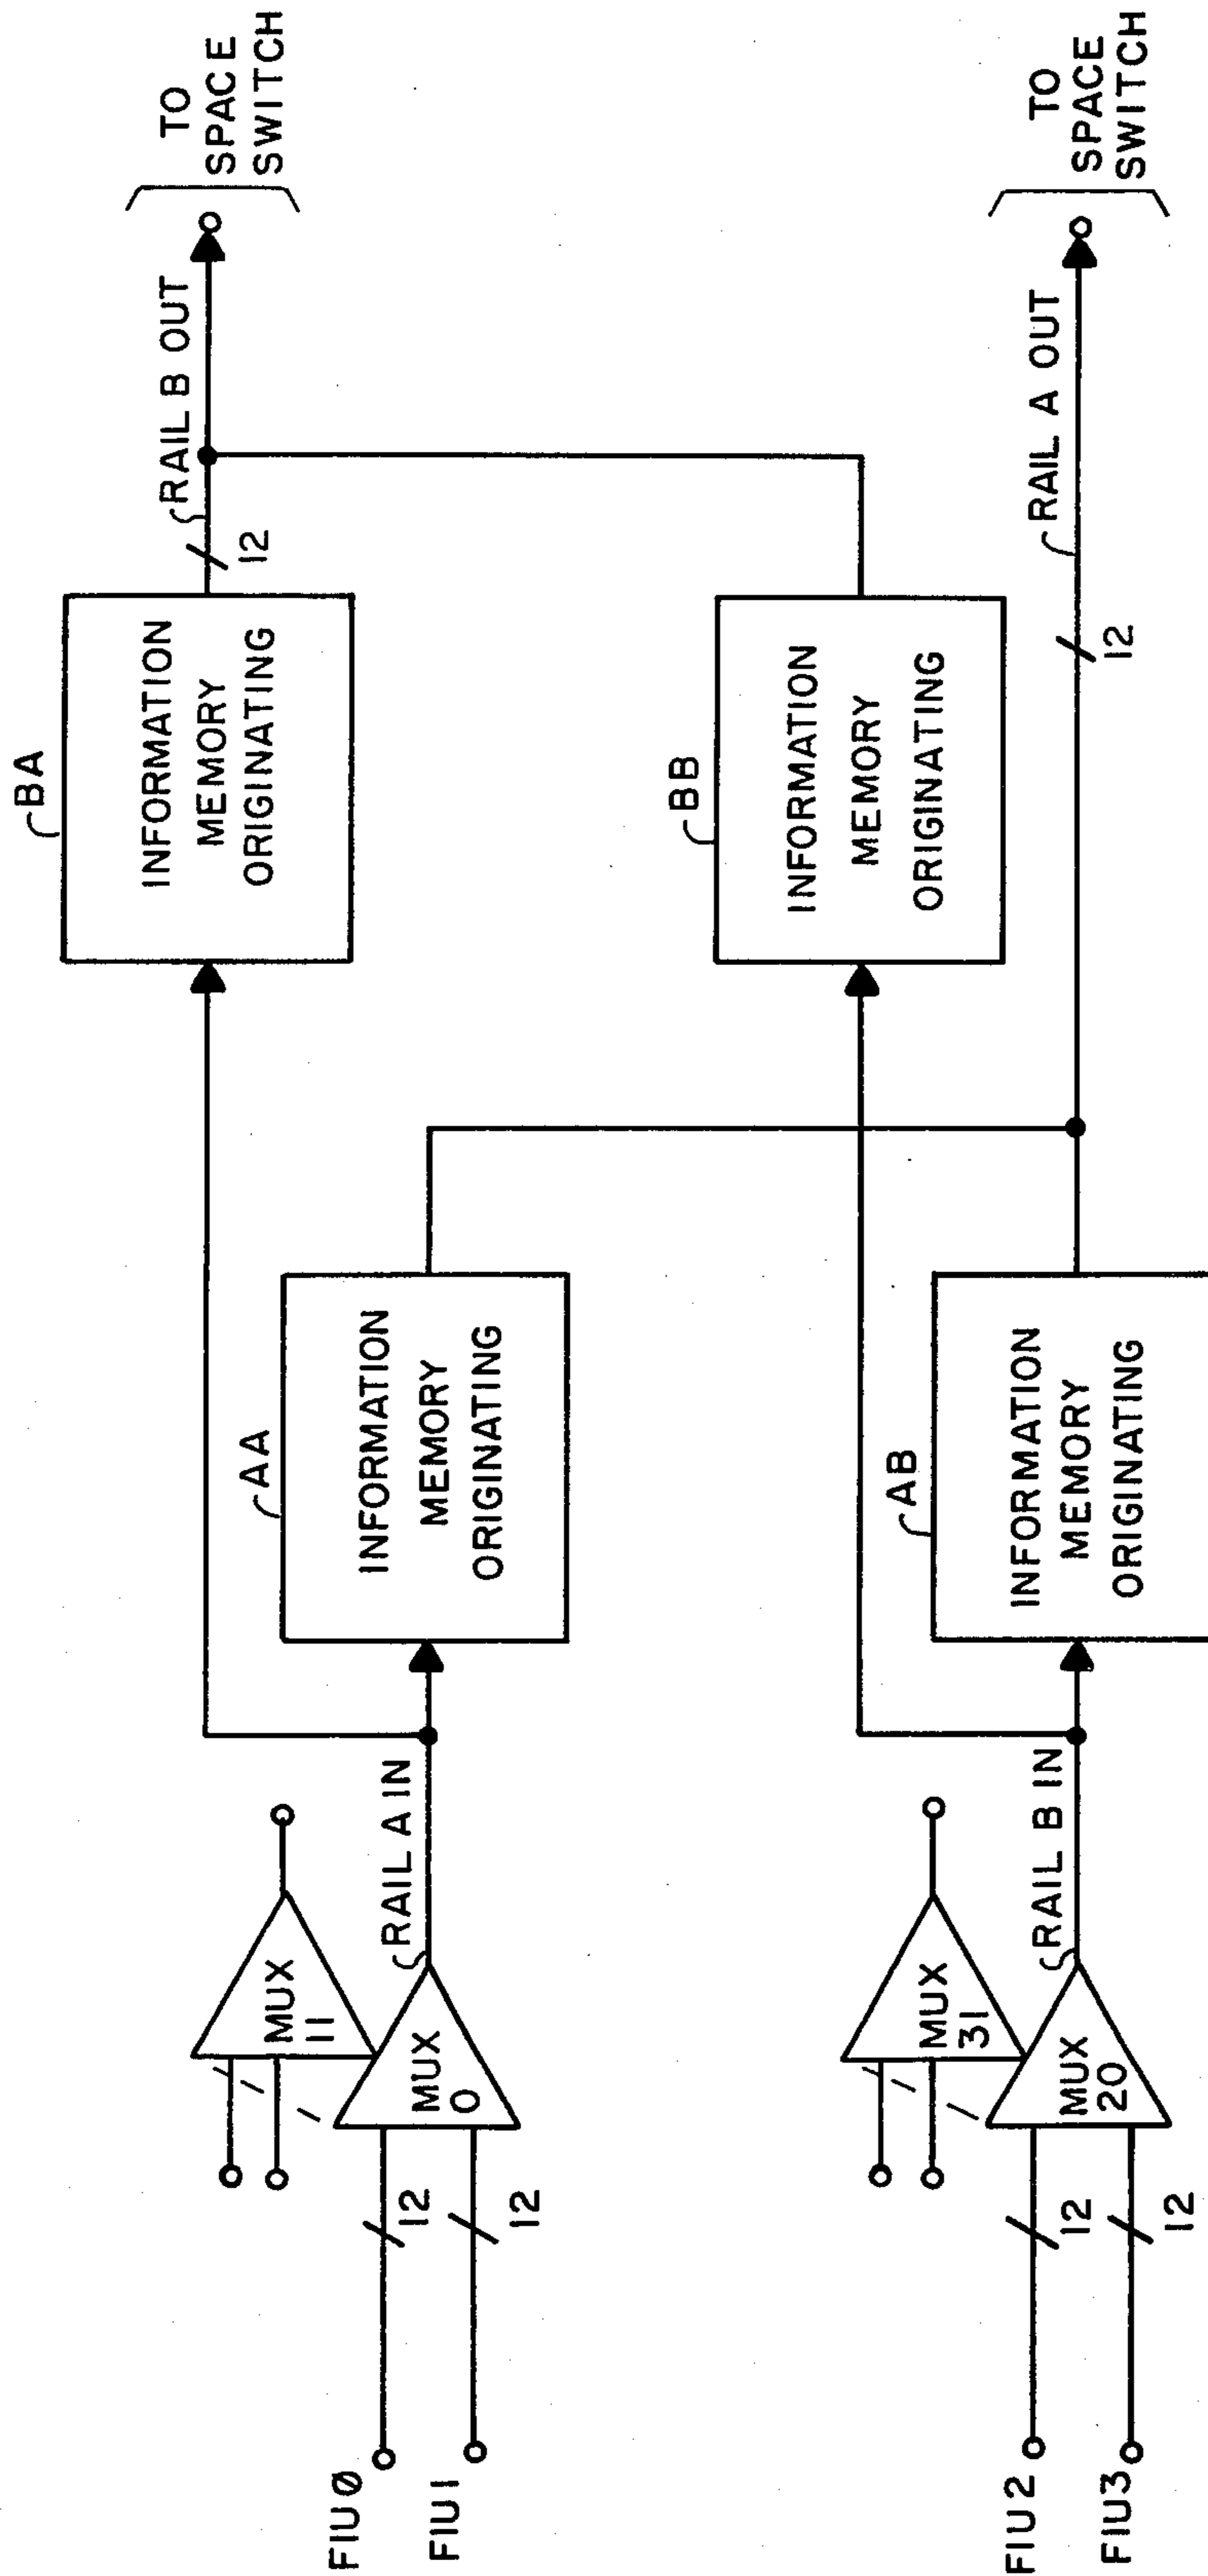 FIUØ
FIU1
12
12
MUX
0
MUX
11
RAIL A IN
AA
INFORMATION
MEMORY
ORIGINATING
BA
INFORMATION
MEMORY
ORIGINATING
12
RAIL B OUT
TO
SPACE
SWITCH
FIU2
FIU3
12
12
MUX
20
MUX
31
RAIL B IN
AB
INFORMATION
MEMORY
ORIGINATING
BB
INFORMATION
MEMORY
ORIGINATING
12
RAIL A OUT
TO
SPACE
SWITCH